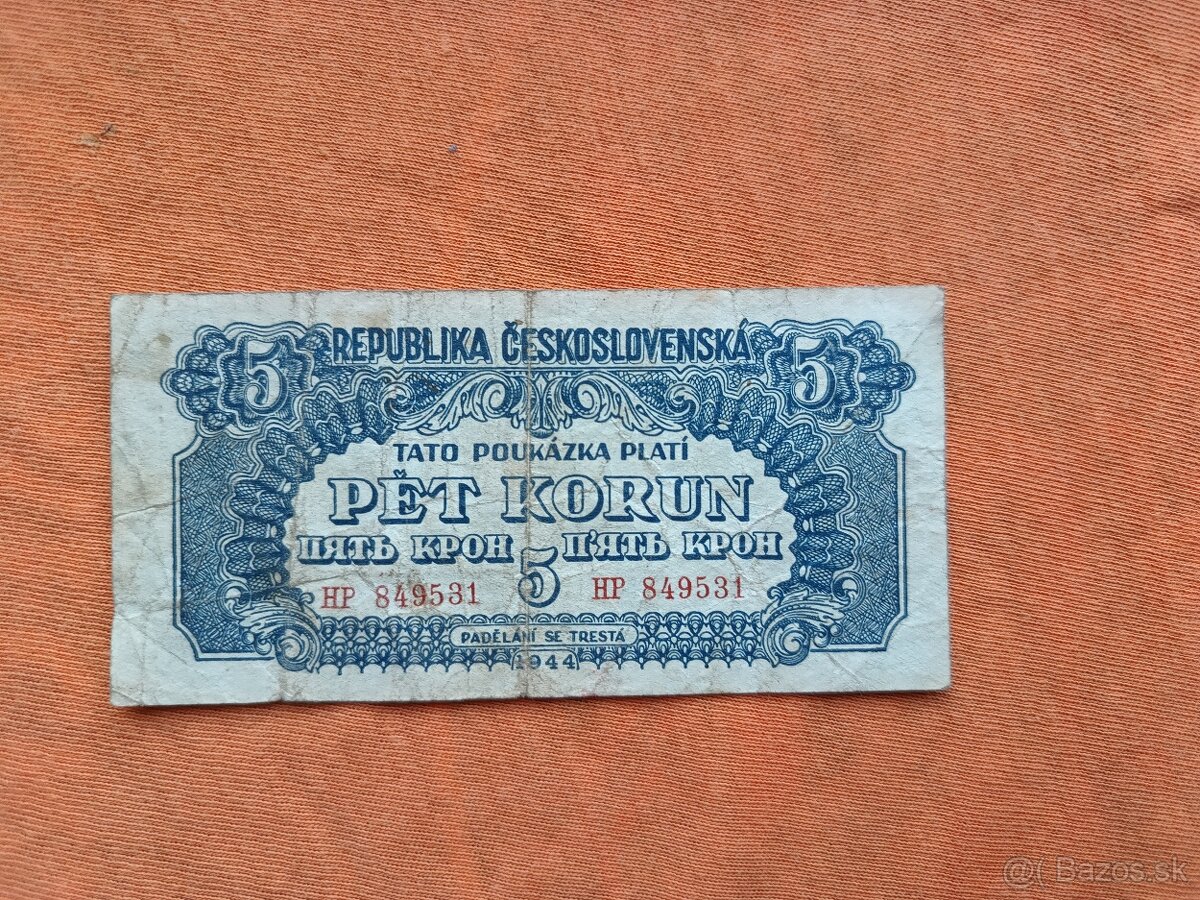 5 REPUBLIKA ČESKOSLOVENSKÁ 5
TATO POUKÁZKA PLATÍ
PĚT KORUN
ПЯТЬ КРОН П'ЯТЬ КРОН
5
HP 849531 HP 849531
PADĚLÁNÍ SE TRESTÁ
1944
@( Bazos.sk